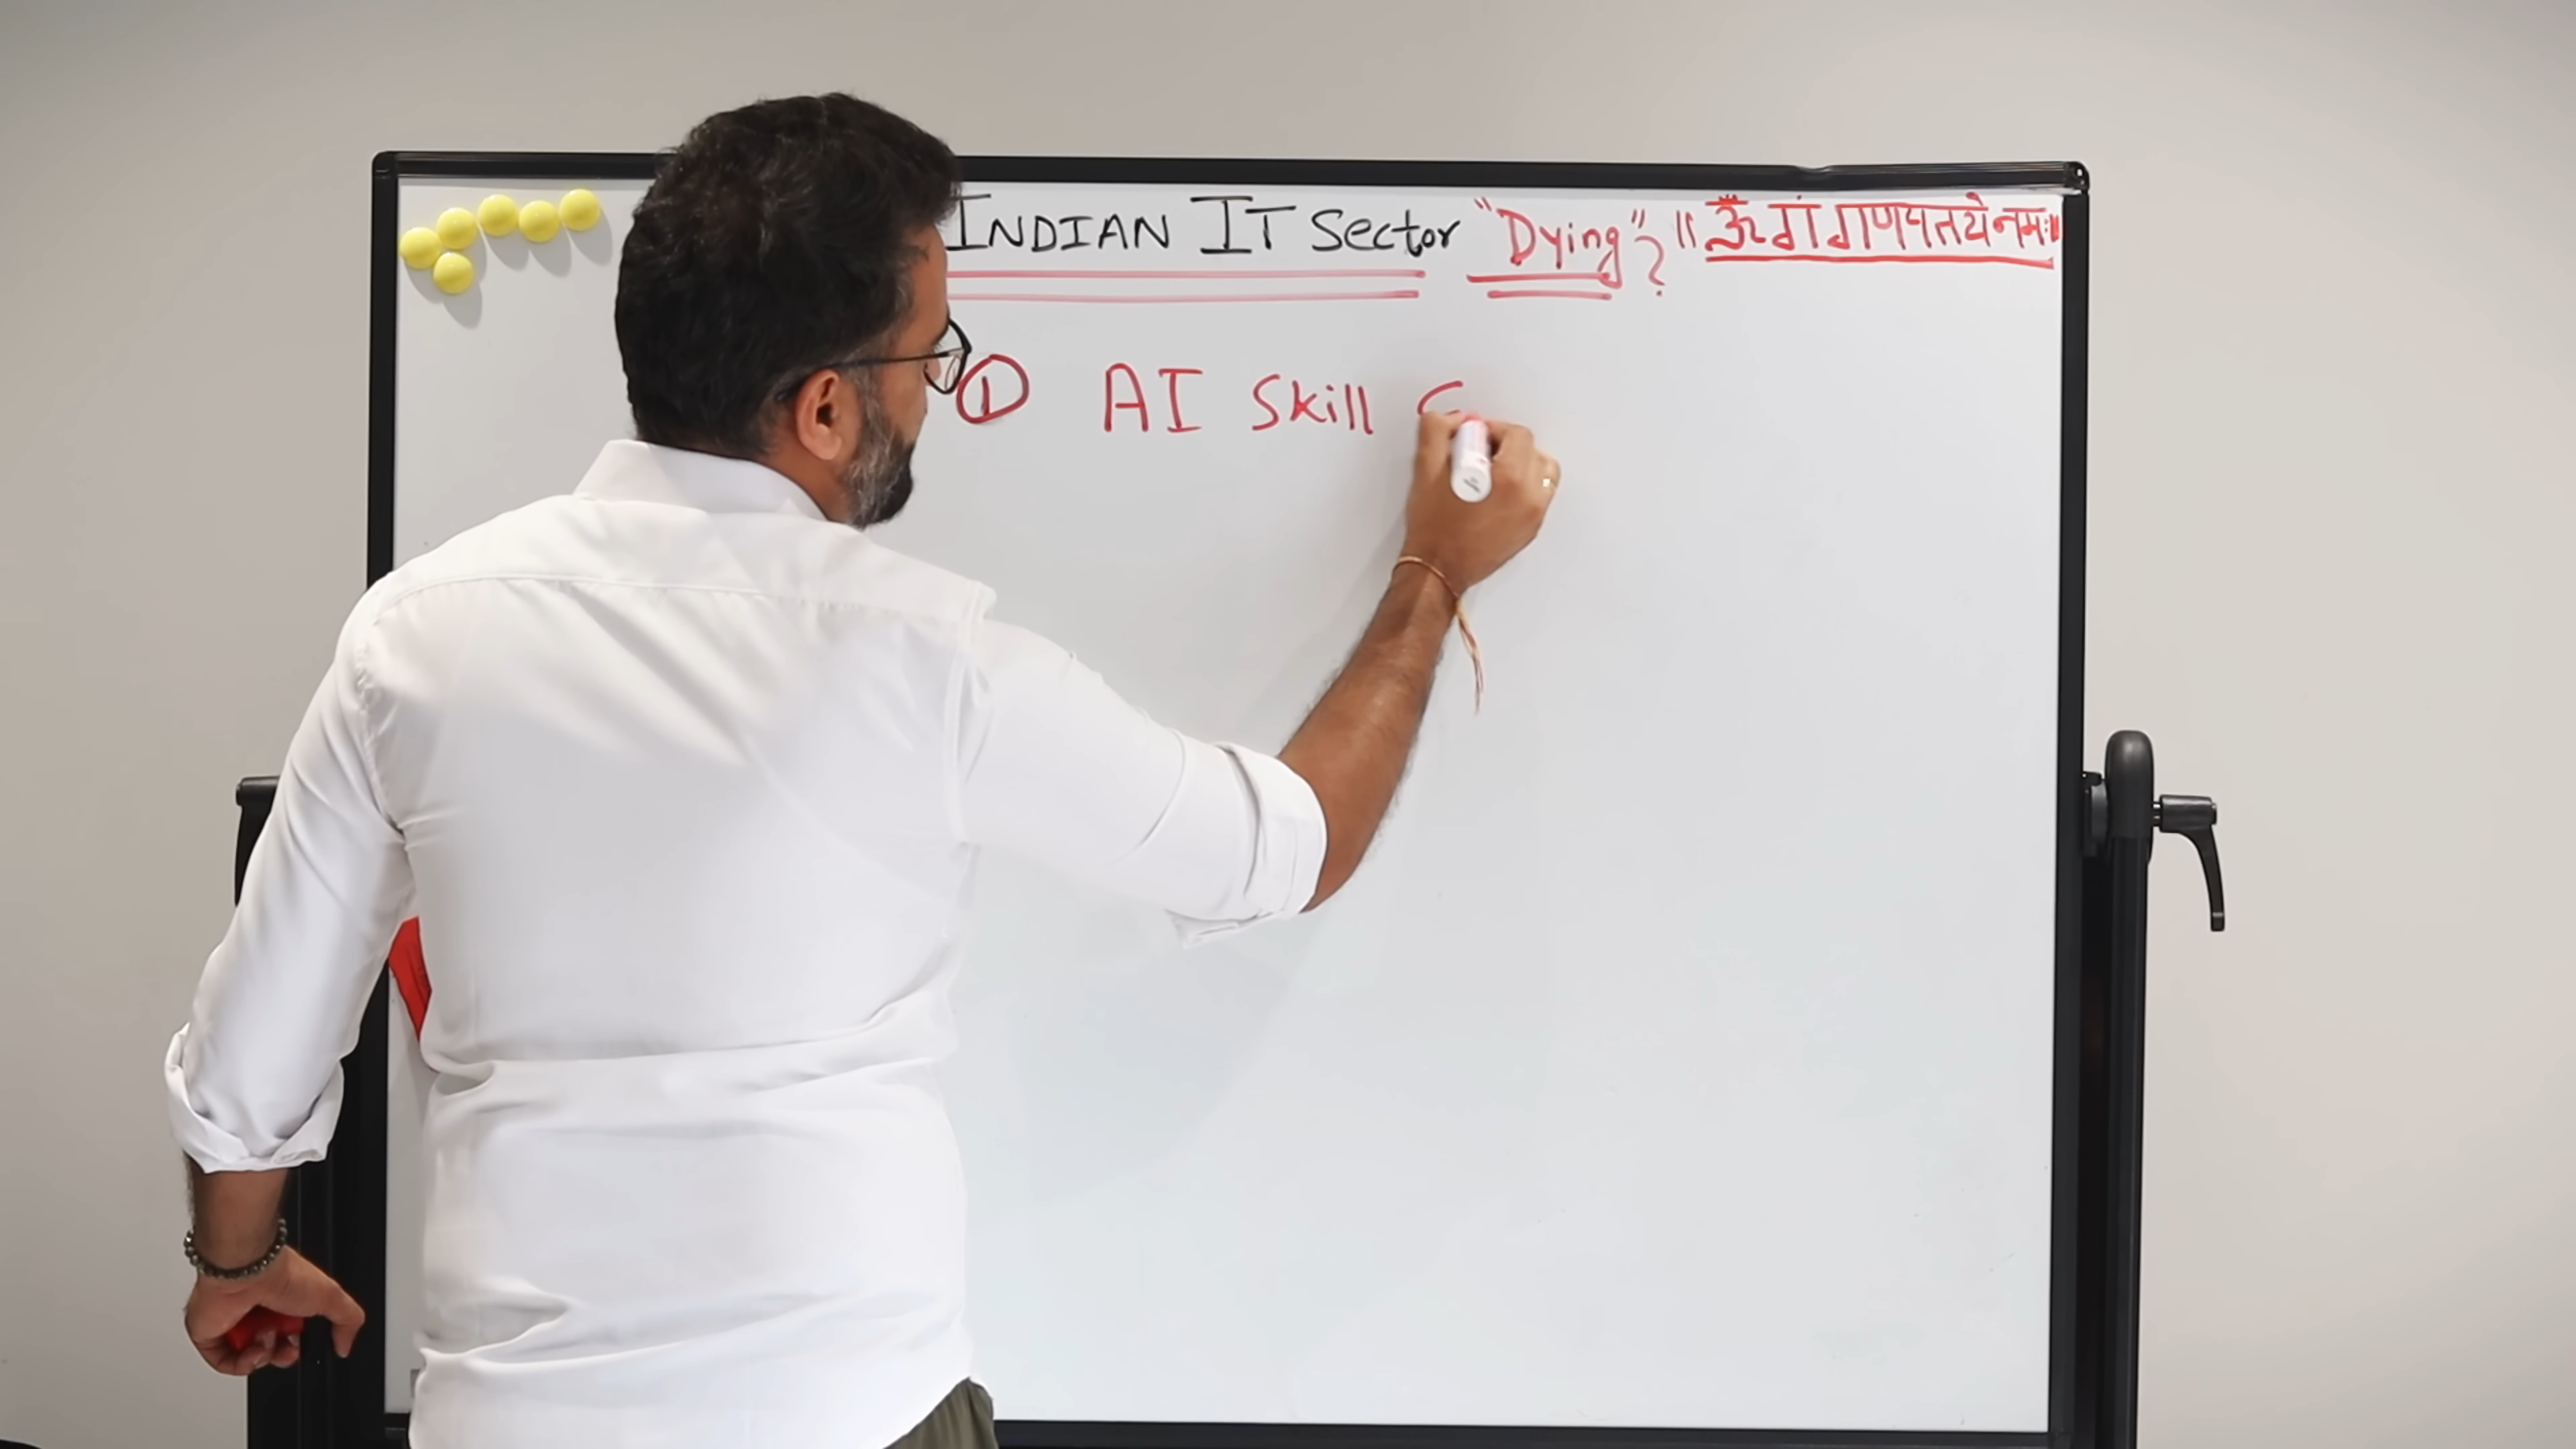 INDIAN IT Sector "Dying"? ॥ ॐ गं गणपतये नमः॥
① AI Skill